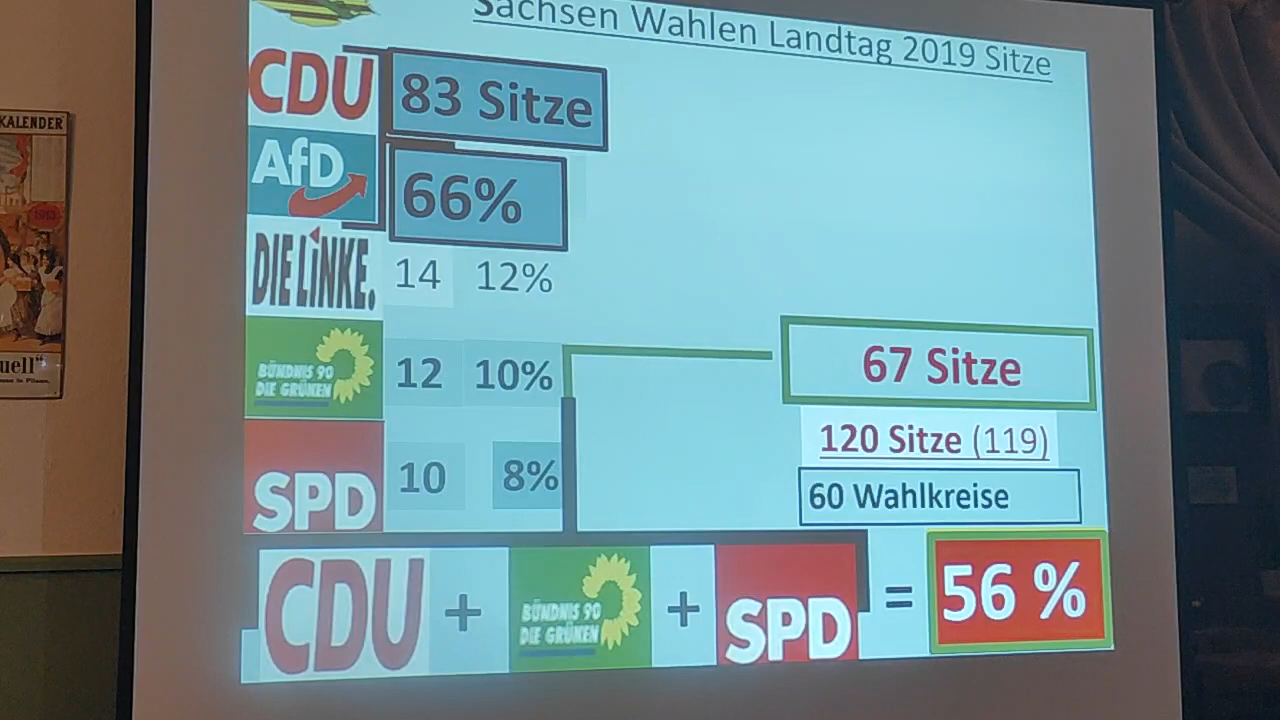 Sachsen Wahlen Landtag 2019 Sitze
CDU
83 Sitze
AfD
66%
DIE LiNKE.
14 12%
BÜNDNIS 90
DIE GRÜNEN
12 10%
67 Sitze
120 Sitze (119)
SPD
10 8%
60 Wahlkreise
CDU + BÜNDNIS 90
DIE GRÜNEN + SPD = 56 %
KALENDER
1913
uell"